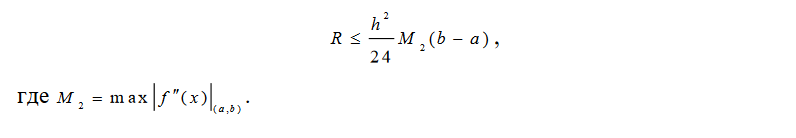 R ≤ h²/24 M₂(b − a),
где M₂ = max|f″(x)|₍a,b₎.